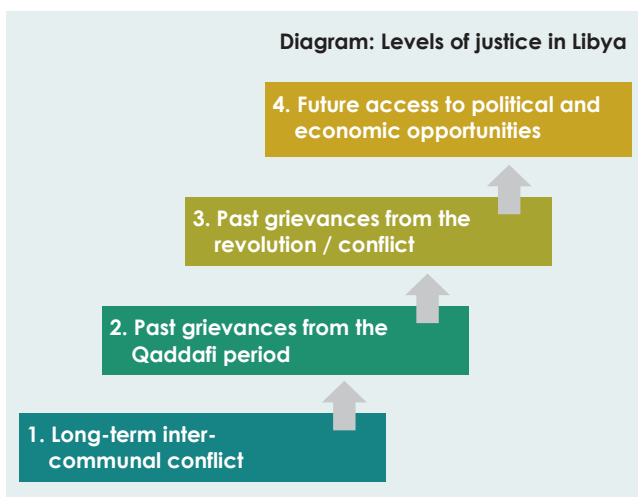 Diagram: Levels of justice in Libya
4. Future access to political and
economic opportunities
3. Past grievances from the
revolution / conflict
2. Past grievances from the
Qaddafi period
1. Long-term inter-
communal conflict